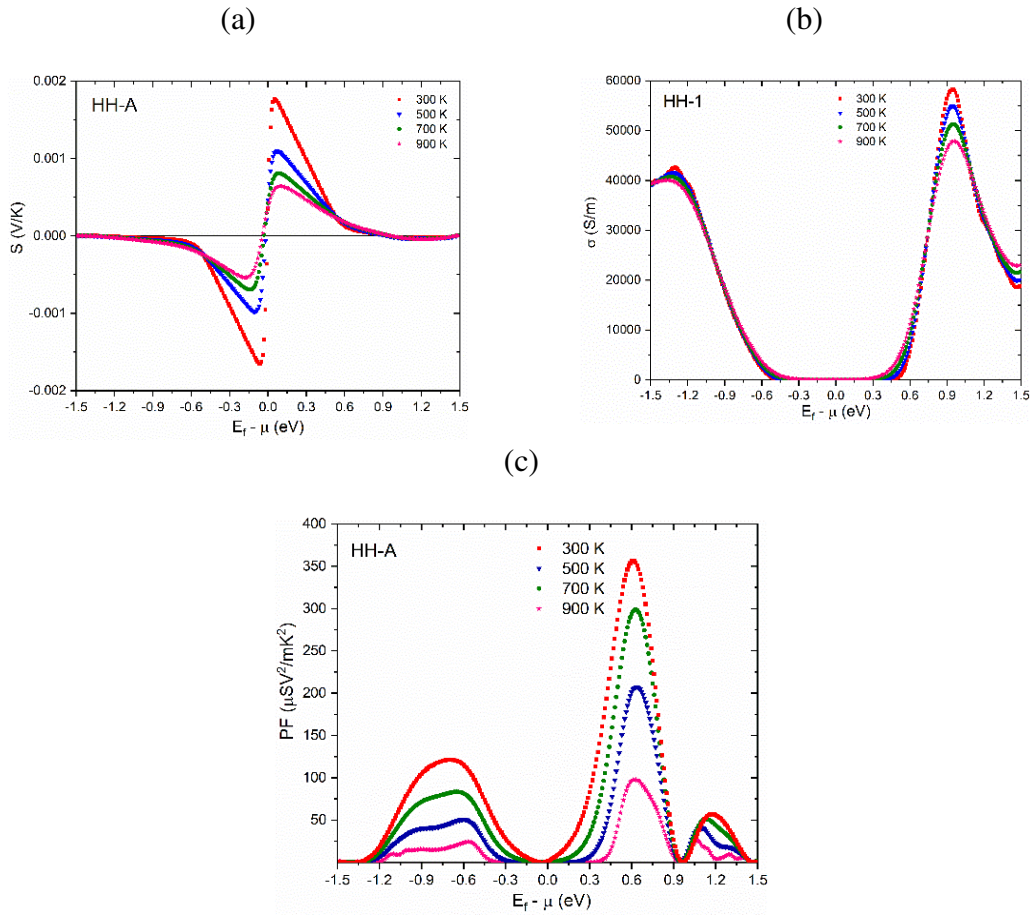 (a)
(b)
HH-A
300 K
500 K
700 K
900 K
0.002
0.001
0.000
-0.001
-0.002
S (V/K)
-1.5 -1.2 -0.9 -0.6 -0.3 0.0 0.3 0.6 0.9 1.2 1.5
E_f - μ (eV)
HH-1
300 K
500 K
700 K
900 K
60000
50000
40000
30000
20000
10000
0
σ (S/m)
-1.5 -1.2 -0.9 -0.6 -0.3 0.0 0.3 0.6 0.9 1.2 1.5
E_f - μ (eV)
(c)
HH-A
300 K
500 K
700 K
900 K
400
350
300
250
200
150
100
50
PF (μSV²/mK²)
-1.5 -1.2 -0.9 -0.6 -0.3 0.0 0.3 0.6 0.9 1.2 1.5
E_f - μ (eV)